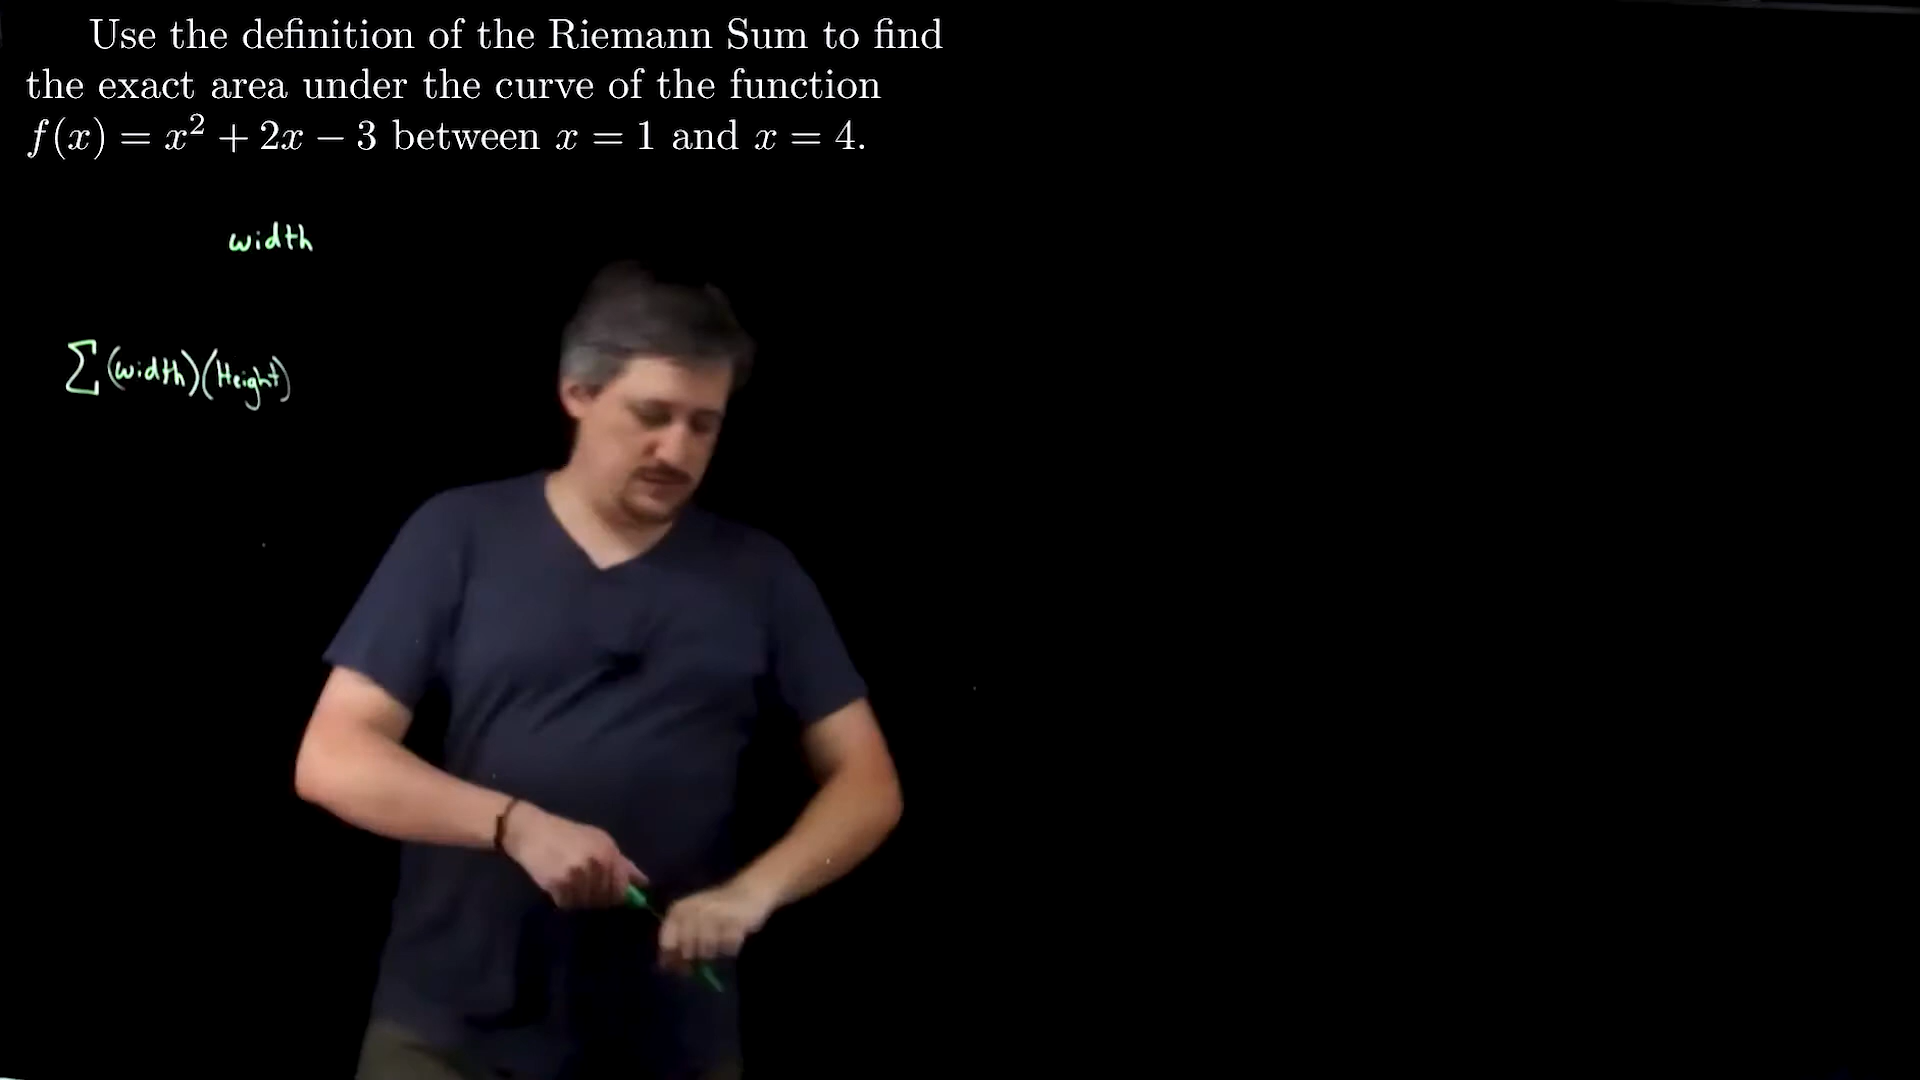 Use the definition of the Riemann Sum to find
the exact area under the curve of the function
f(x) = x² + 2x − 3 between x = 1 and x = 4.
width
∑(width)(Height)